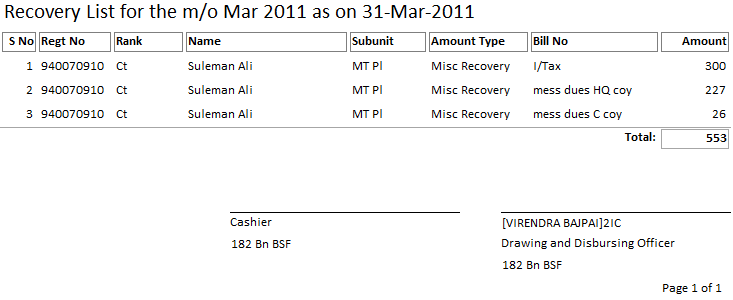 Recovery List for the m/o Mar 2011 as on 31-Mar-2011
S No Regt No Rank Name Subunit Amount Type Bill No Amount
1 940070910 Ct Suleman Ali MT Pl Misc Recovery I/Tax 300
2 940070910 Ct Suleman Ali MT Pl Misc Recovery mess dues HQ coy 227
3 940070910 Ct Suleman Ali MT Pl Misc Recovery mess dues C coy 26
Total: 553
Cashier [VIRENDRA BAJPAI]2IC
182 Bn BSF Drawing and Disbursing Officer
182 Bn BSF
Page 1 of 1